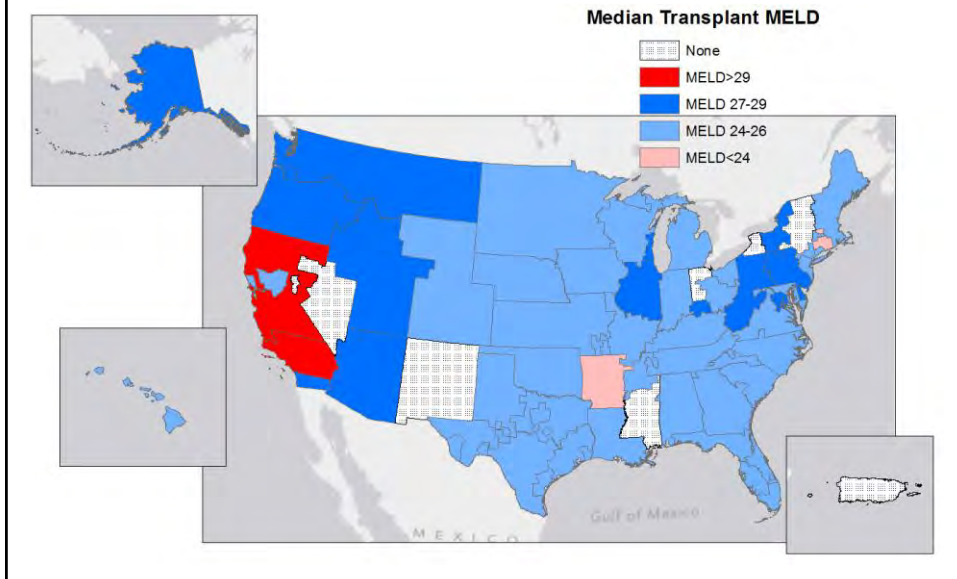 Median Transplant MELD
None
MELD>29
MELD 27-29
MELD 24-26
MELD<24
Gulf of Mexico
MEXICO